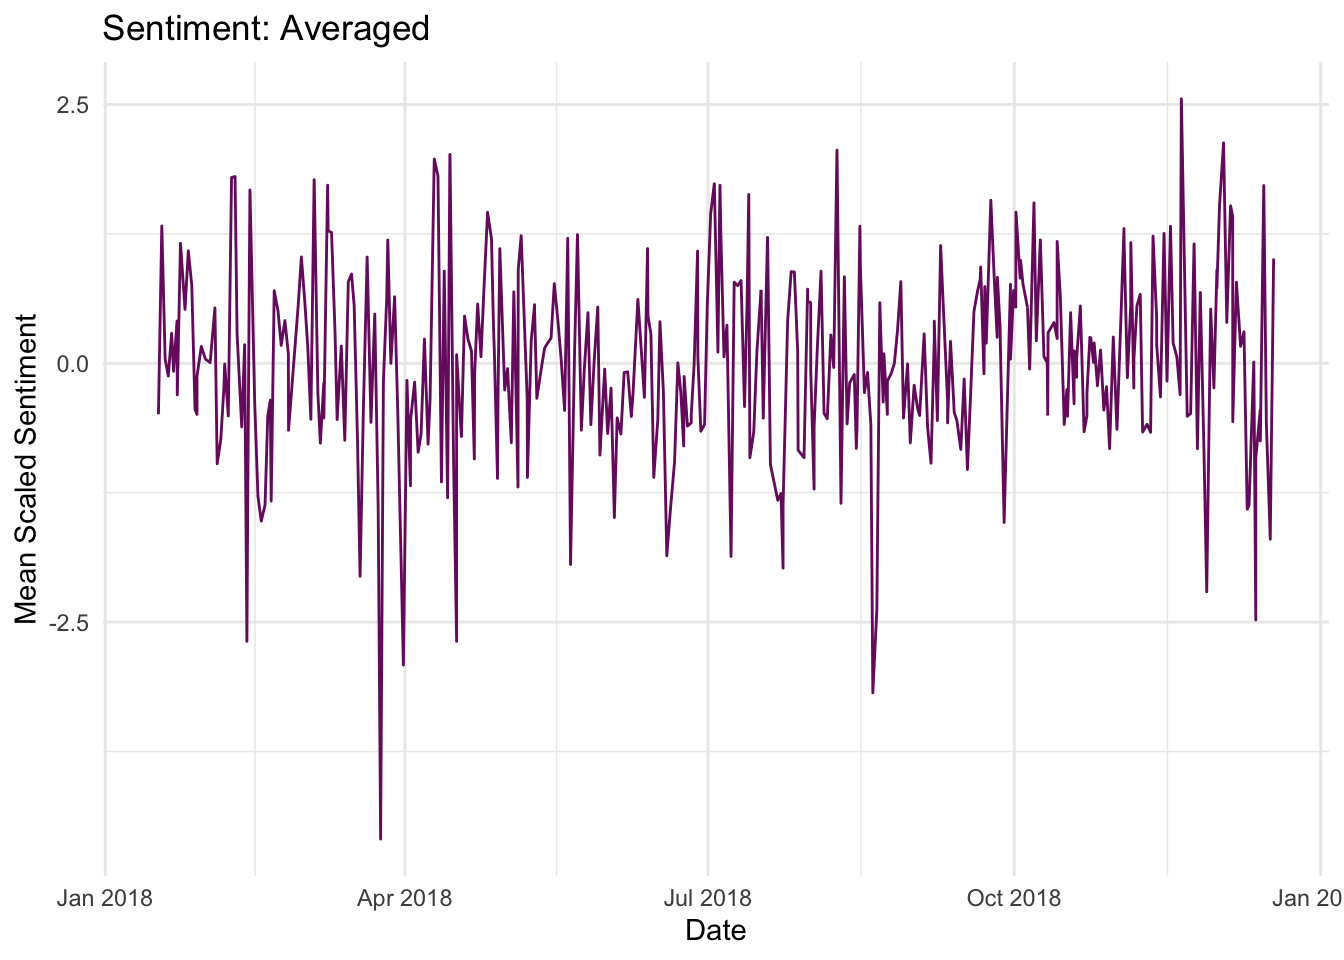 Sentiment: Averaged
Mean Scaled Sentiment
2.5
0.0
-2.5
Jan 2018
Apr 2018
Jul 2018
Oct 2018
Jan 20
Date